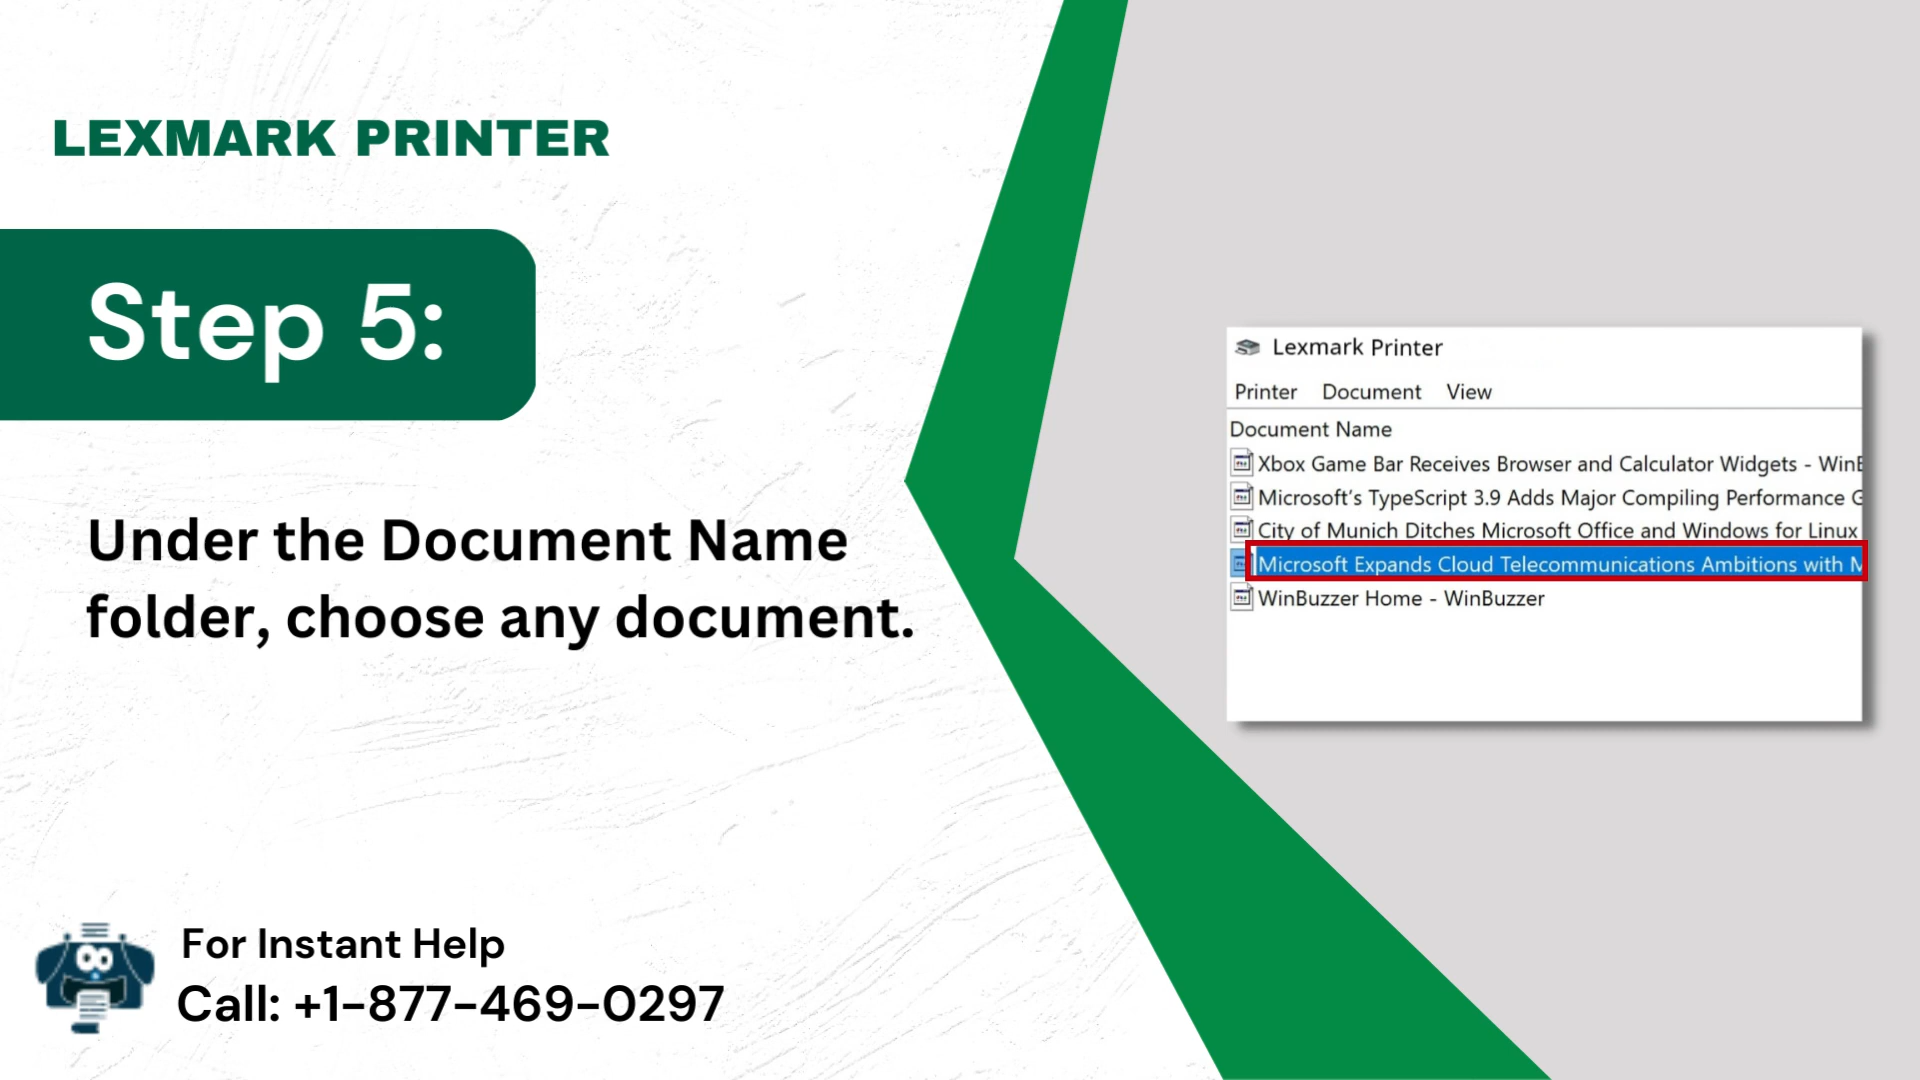 LEXMARK PRINTER
Step 5:
Under the Document Name
folder, choose any document.
For Instant Help
Call: +1-877-469-0297
Lexmark Printer
Printer Document View
Document Name
Xbox Game Bar Receives Browser and Calculator Widgets - Win
Microsoft's TypeScript 3.9 Adds Major Compiling Performance
City of Munich Ditches Microsoft Office and Windows for Linux
Microsoft Expands Cloud Telecommunications Ambitions with
WinBuzzer Home - WinBuzzer